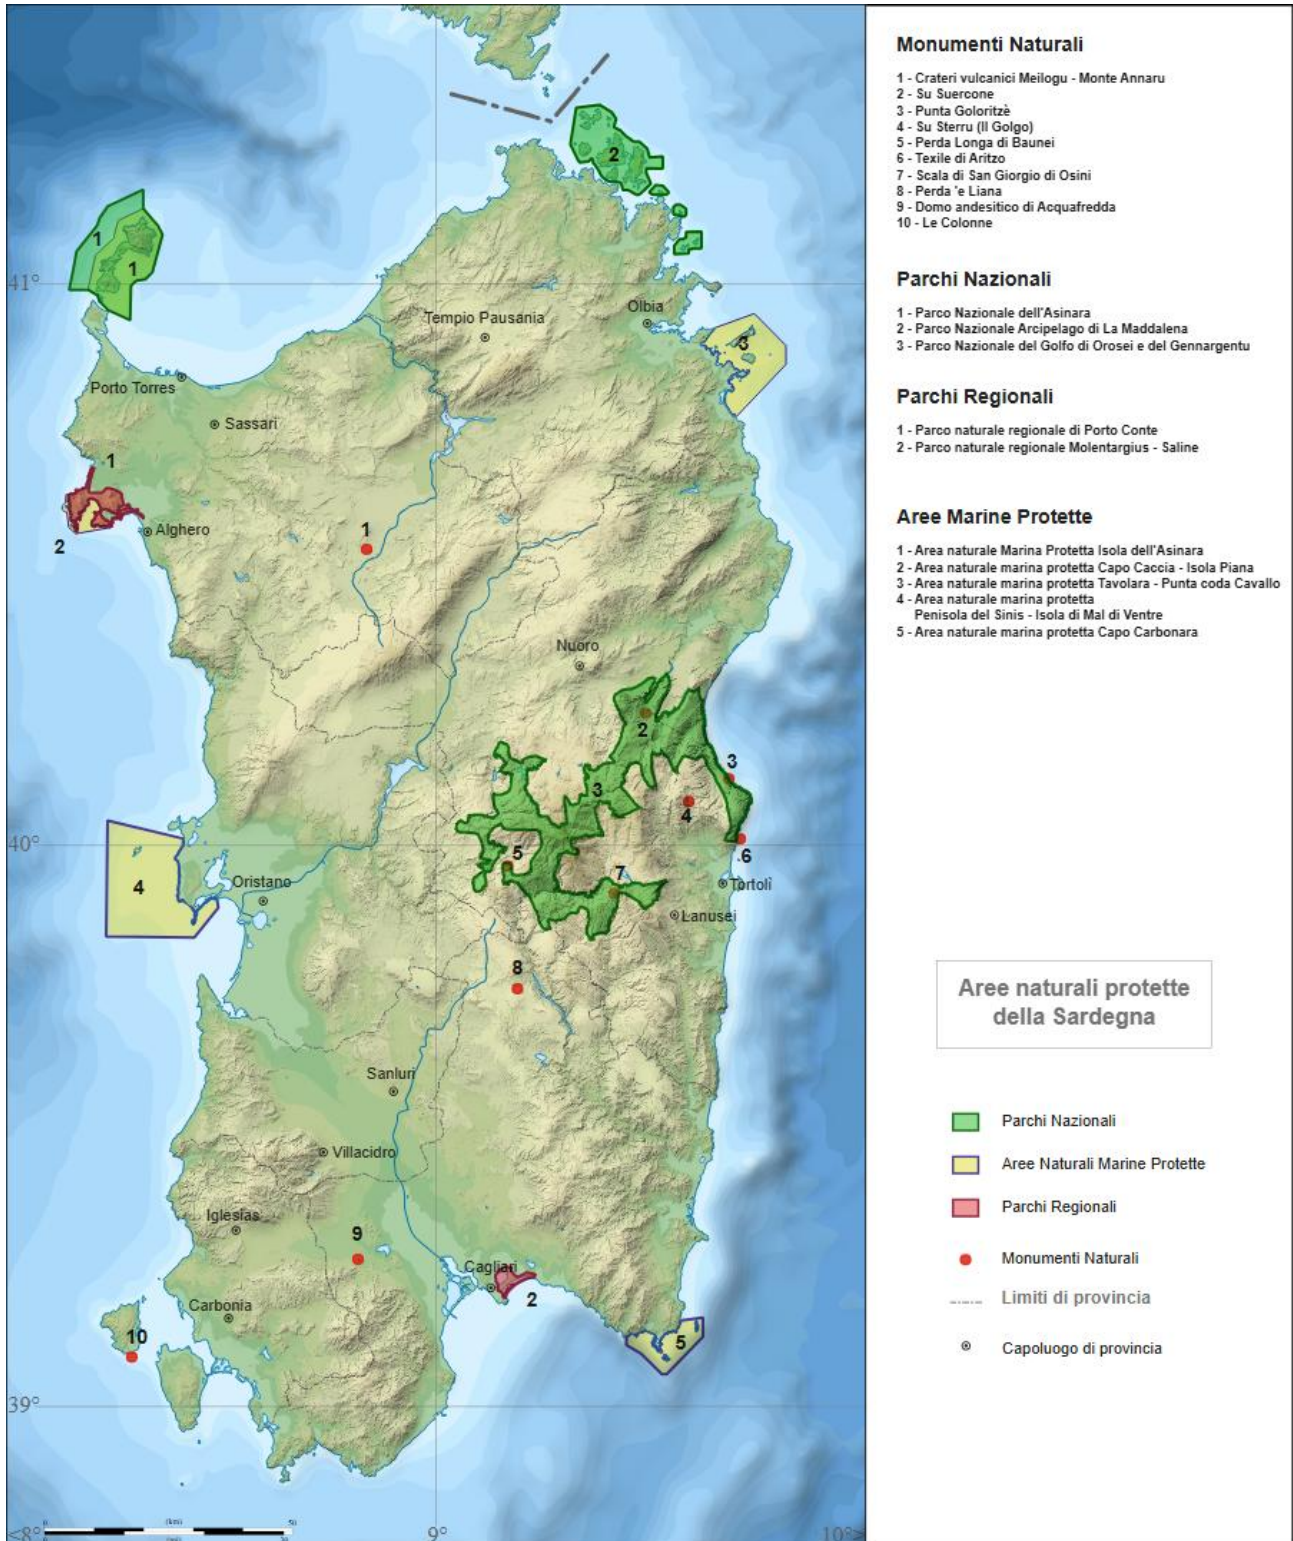 Monumenti Naturali
1 - Crateri vulcanici Meilogu - Monte Annaru
2 - Su Suercone
3 - Punta Goloritzè
4 - Su Sterru (Il Golgo)
5 - Perda Longa di Baunei
6 - Texile di Aritzo
7 - Scala di San Giorgio di Osini
8 - Perda 'e Liana
9 - Domo andesitico di Acquafredda
10 - Le Colonne
Parchi Nazionali
1 - Parco Nazionale dell'Asinara
2 - Parco Nazionale Arcipelago di La Maddalena
3 - Parco Nazionale del Golfo di Orosei e del Gennargentu
Parchi Regionali
1 - Parco naturale regionale di Porto Conte
2 - Parco naturale regionale Molentargius - Saline
Aree Marine Protette
1 - Area naturale Marina Protetta Isola dell'Asinara
2 - Area naturale marina protetta Capo Caccia - Isola Piana
3 - Area naturale marina protetta Tavolara - Punta coda Cavallo
4 - Area naturale marina protetta
Penisola del Sinis - Isola di Mal di Ventre
5 - Area naturale marina protetta Capo Carbonara
Aree naturali protette
della Sardegna
Parchi Nazionali
Aree Naturali Marine Protette
Parchi Regionali
Monumenti Naturali
Limiti di provincia
Capoluogo di provincia
2
1
1
41°
Olbia
Tempio Pausania
3
Porto Torres
Sassari
1
2
Alghero
1
Nuoro
2
3
3
4
40°
5
6
4
Oristano
7
Tortolì
Lanusei
8
Sanluri
Villacidro
Iglesias
9
Cagliari
2
Carbonia
10
5
39°
0 (km) 50
<8°
9°
10°>